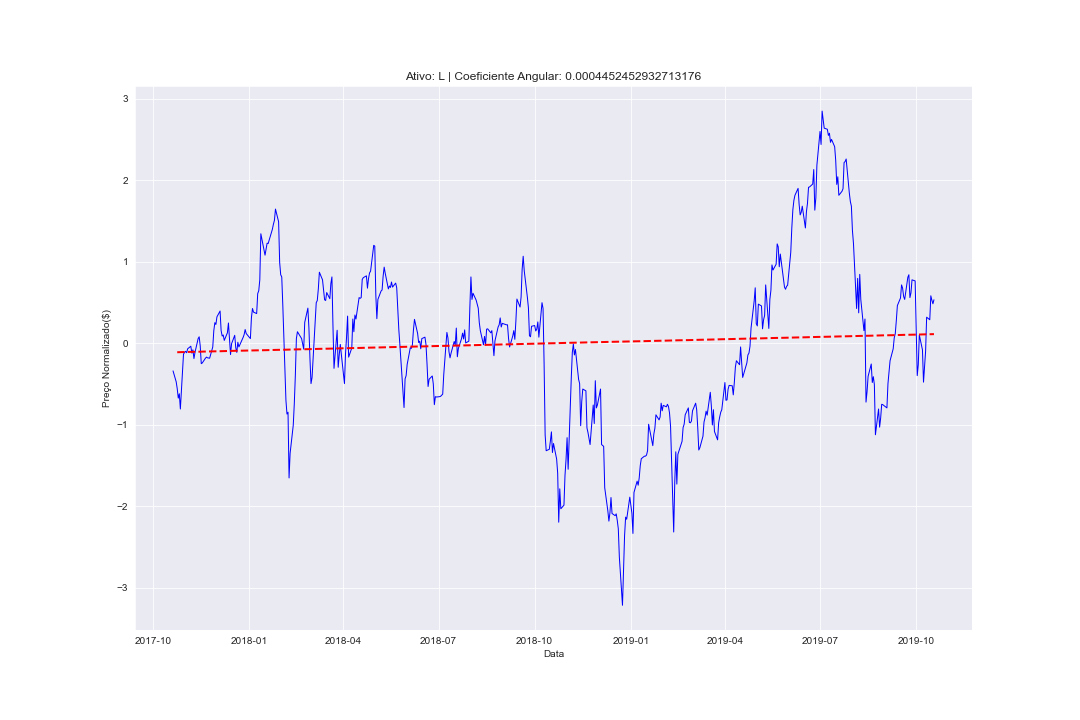 Ativo: L | Coeficiente Angular: 0.0004452452932713176
Preço Normalizado($)
3
2
1
0
−1
−2
−3
2017-10 2018-01 2018-04 2018-07 2018-10 2019-01 2019-04 2019-07 2019-10
Data